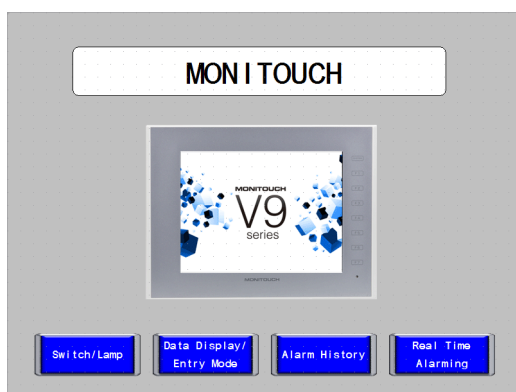 MONITOUCH
MONITOUCH
V9
series
MONITOUCH
Switch/Lamp
Data Display/
Entry Mode
Alarm History
Real Time
Alarming